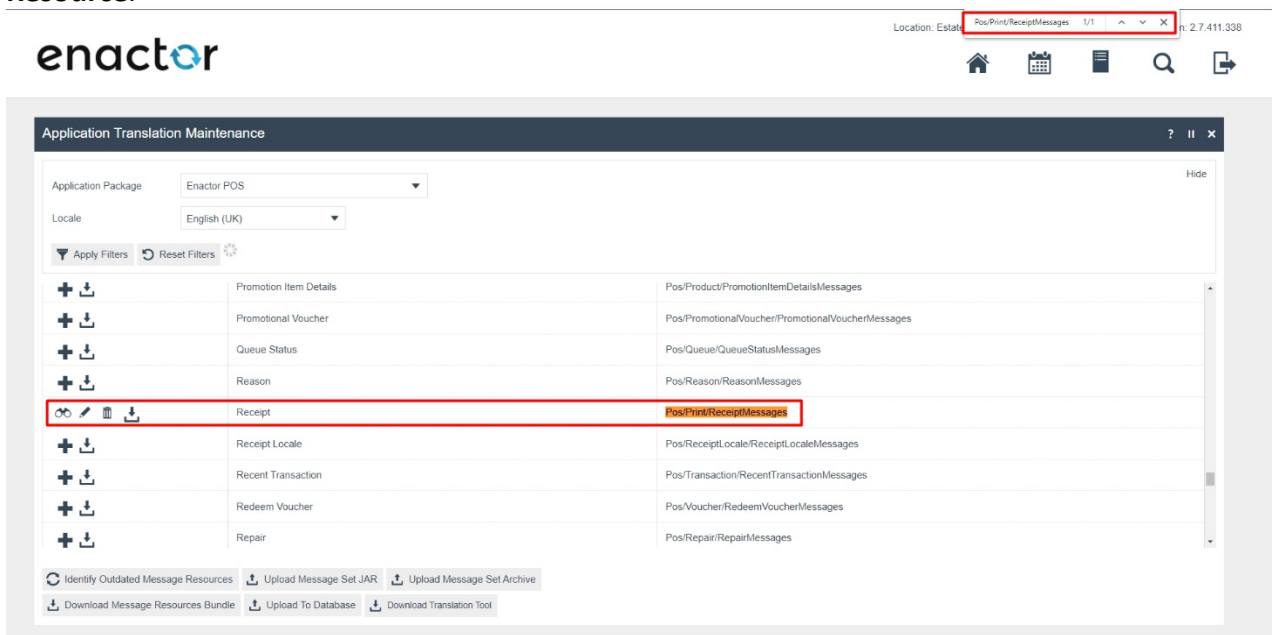 Resource.
Location: Estate
Pos/Print/ReceiptMessages 1/1
n: 2.7.411.338
enactor
Application Translation Maintenance
? II ×
Hide
Application Package Enactor POS
Locale English (UK)
Apply Filters Reset Filters
Promotion Item Details Pos/Product/PromotionItemDetailsMessages
Promotional Voucher Pos/PromotionalVoucher/PromotionalVoucherMessages
Queue Status Pos/Queue/QueueStatusMessages
Reason Pos/Reason/ReasonMessages
Receipt Pos/Print/ReceiptMessages
Receipt Locale Pos/ReceiptLocale/ReceiptLocaleMessages
Recent Transaction Pos/Transaction/RecentTransactionMessages
Redeem Voucher Pos/Voucher/RedeemVoucherMessages
Repair Pos/Repair/RepairMessages
Identify Outdated Message Resources Upload Message Set JAR Upload Message Set Archive
Download Message Resources Bundle Upload To Database Download Translation Tool